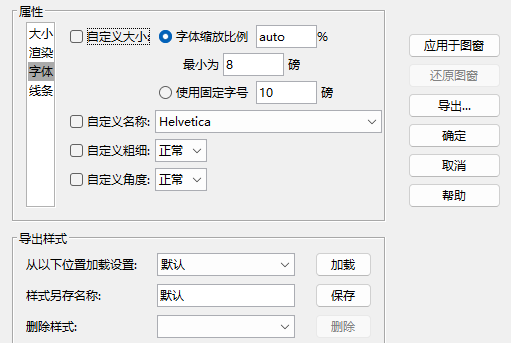 属性
大小
渲染
字体
线条
自定义大小:
字体缩放比例 auto %
最小为 8 磅
使用固定字号 10 磅
自定义名称: Helvetica
自定义粗细: 正常
自定义角度: 正常
应用于图窗
还原图窗
导出...
确定
取消
帮助
导出样式
从以下位置加载设置: 默认 加载
样式另存名称: 默认 保存
删除样式: 删除